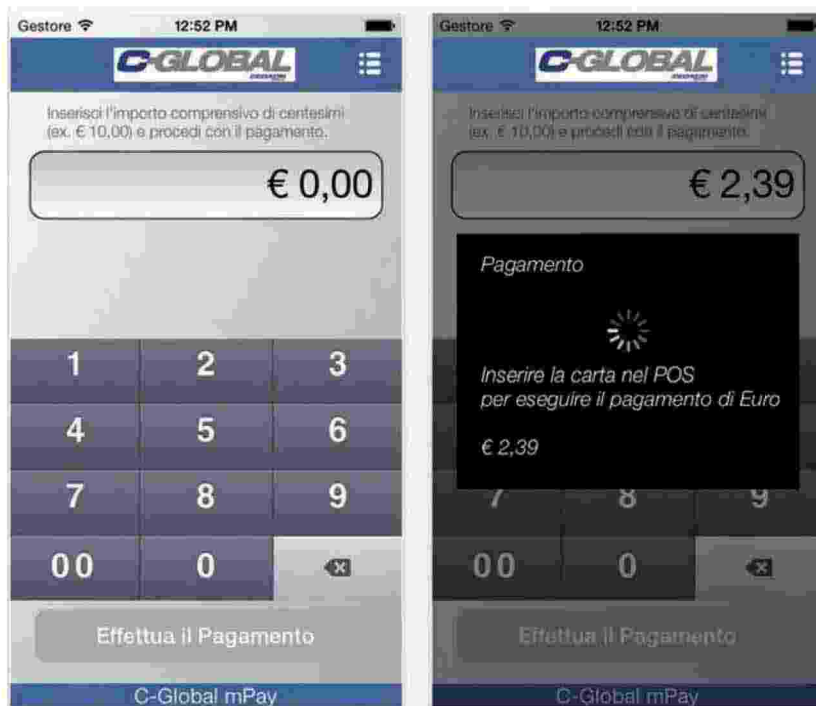 Gestore 12:52 PM
C-GLOBAL
Inserisci l'importo comprensivo di centesimi
(ex. € 10,00) e procedi con il pagamento.
€ 0,00
1 2 3
4 5 6
7 8 9
00 0
Effettua il Pagamento
C-Global mPay
Gestore 12:52 PM
C-GLOBAL
Inserisci l'importo comprensivo di centesimi
(ex. € 10,00) e procedi con il pagamento.
€ 2,39
Pagamento
Inserire la carta nel POS
per eseguire il pagamento di Euro
€ 2,39
7 8 9
00 0
Effettua il Pagamento
C-Global mPay